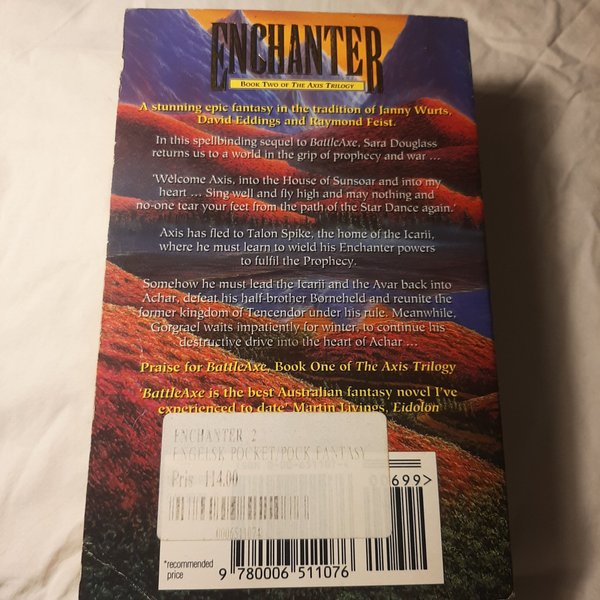 ENCHANTER
BOOK TWO OF THE AXIS TRILOGY
A stunning epic fantasy in the tradition of Janny Wurts,
David Eddings and Raymond Feist.
In this spellbinding sequel to BattleAxe, Sara Douglass
returns us to a world in the grip of prophecy and war ...
'Welcome Axis, into the House of Sunsoar and into my
heart ... Sing well and fly high and may nothing and
no-one tear your feet from the path of the Star Dance again.'
Axis has fled to Talon Spike, the home of the Icarii,
where he must learn to wield his Enchanter powers
to fulfil the Prophecy.
Somehow he must lead the Icarii and the Avar back into
Achar, defeat his half-brother Borneheld and reunite the
former kingdom of Tencendor under his rule. Meanwhile,
Gorgrael waits impatiently for winter, to continue his
destructive drive into the heart of Achar ...
Praise for BattleAxe, Book One of The Axis Trilogy
'BattleAxe is the best Australian fantasy novel I've
experienced to date' Martin Livings, Eidolon
ENCHANTER 2
ENGELSK POCKET/POCK FANTASY
Pris 114.00
00699>
*recommended
price
9 780006 511076